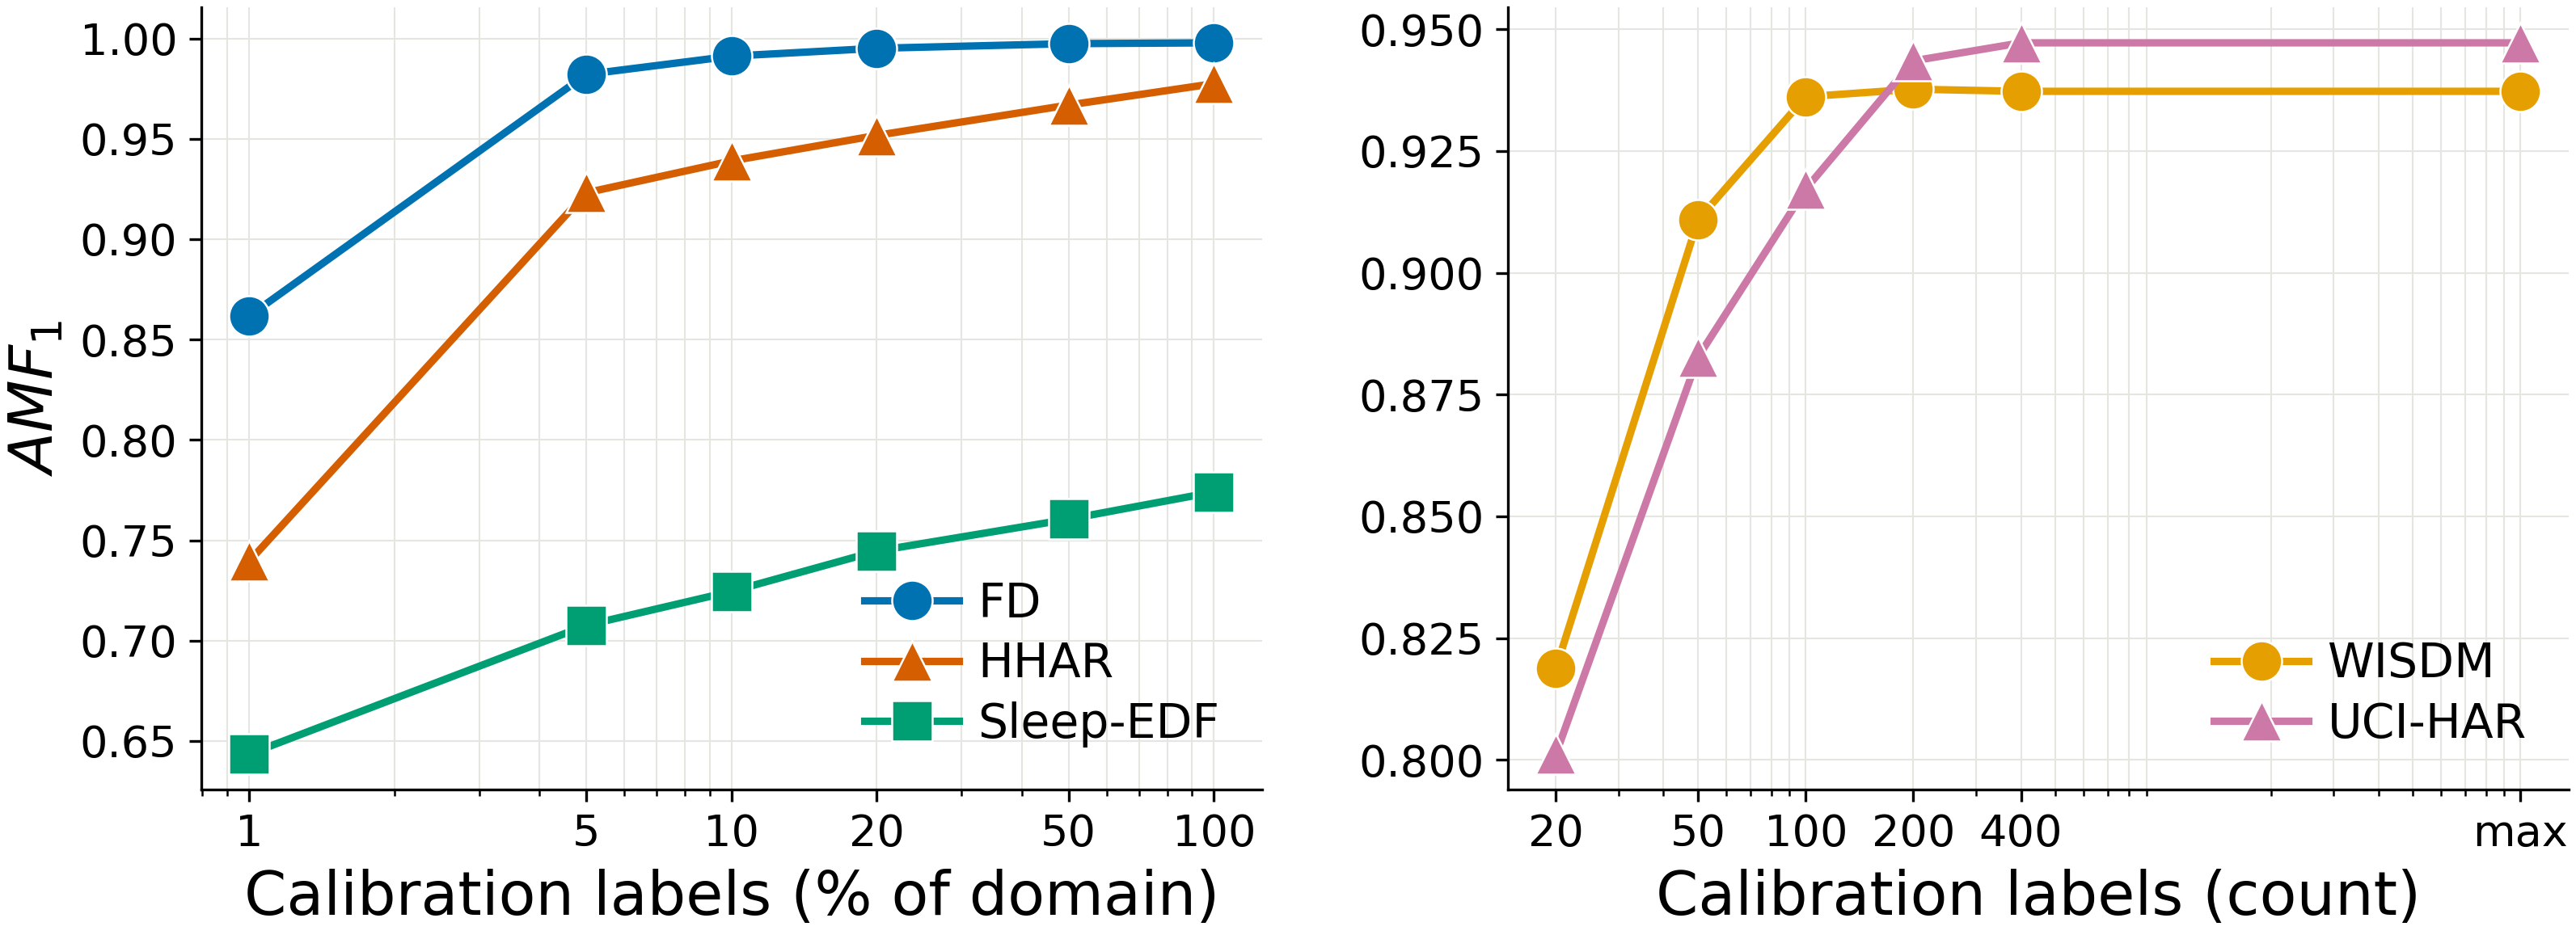 AMF1
1.00
0.95
0.90
0.85
0.80
0.75
0.70
0.65
1 5 10 20 50 100
Calibration labels (% of domain)
FD
HHAR
Sleep-EDF
0.950
0.925
0.900
0.875
0.850
0.825
0.800
20 50 100 200 400 max
Calibration labels (count)
WISDM
UCI-HAR